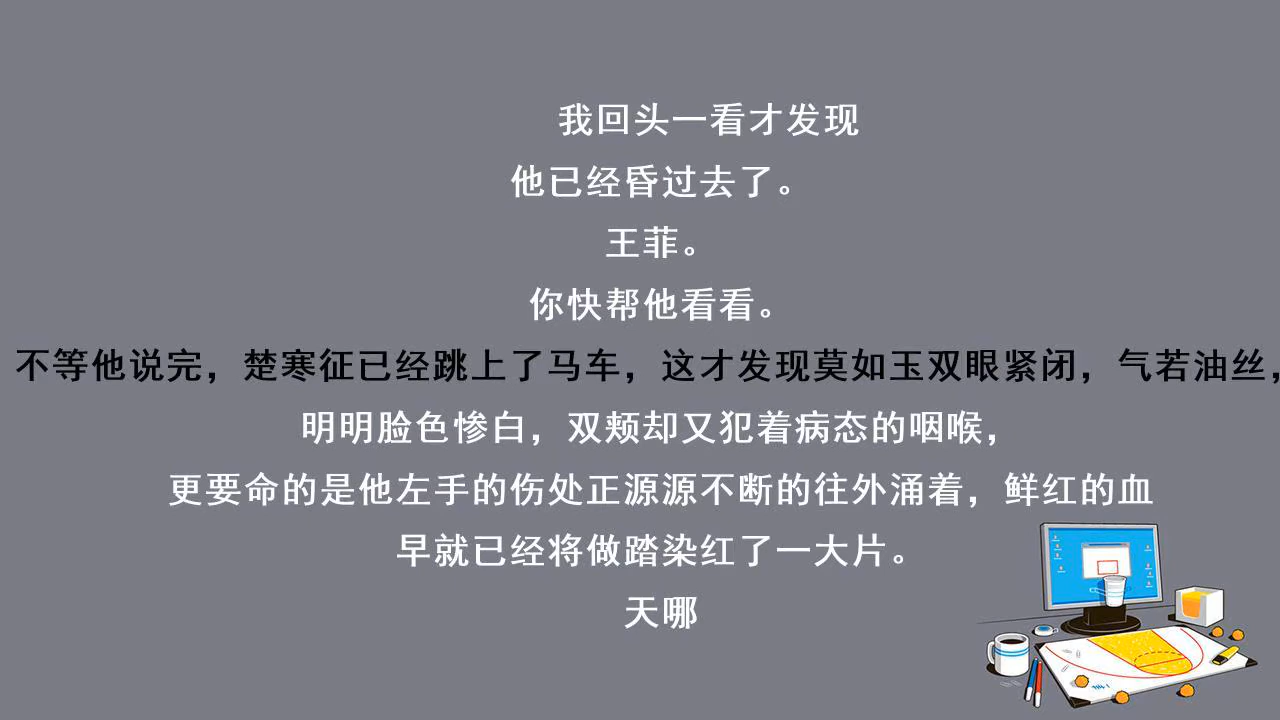 我回头一看才发现
他已经昏过去了。
王菲。
你快帮他看看。
不等他说完，楚寒征已经跳上了马车，这才发现莫如玉双眼紧闭，气若油丝，
明明脸色惨白，双颊却又犯着病态的咽喉，
更要命的是他左手的伤处正源源不断的往外涌着，鲜红的血
早就已经将做踏染红了一大片。
天哪